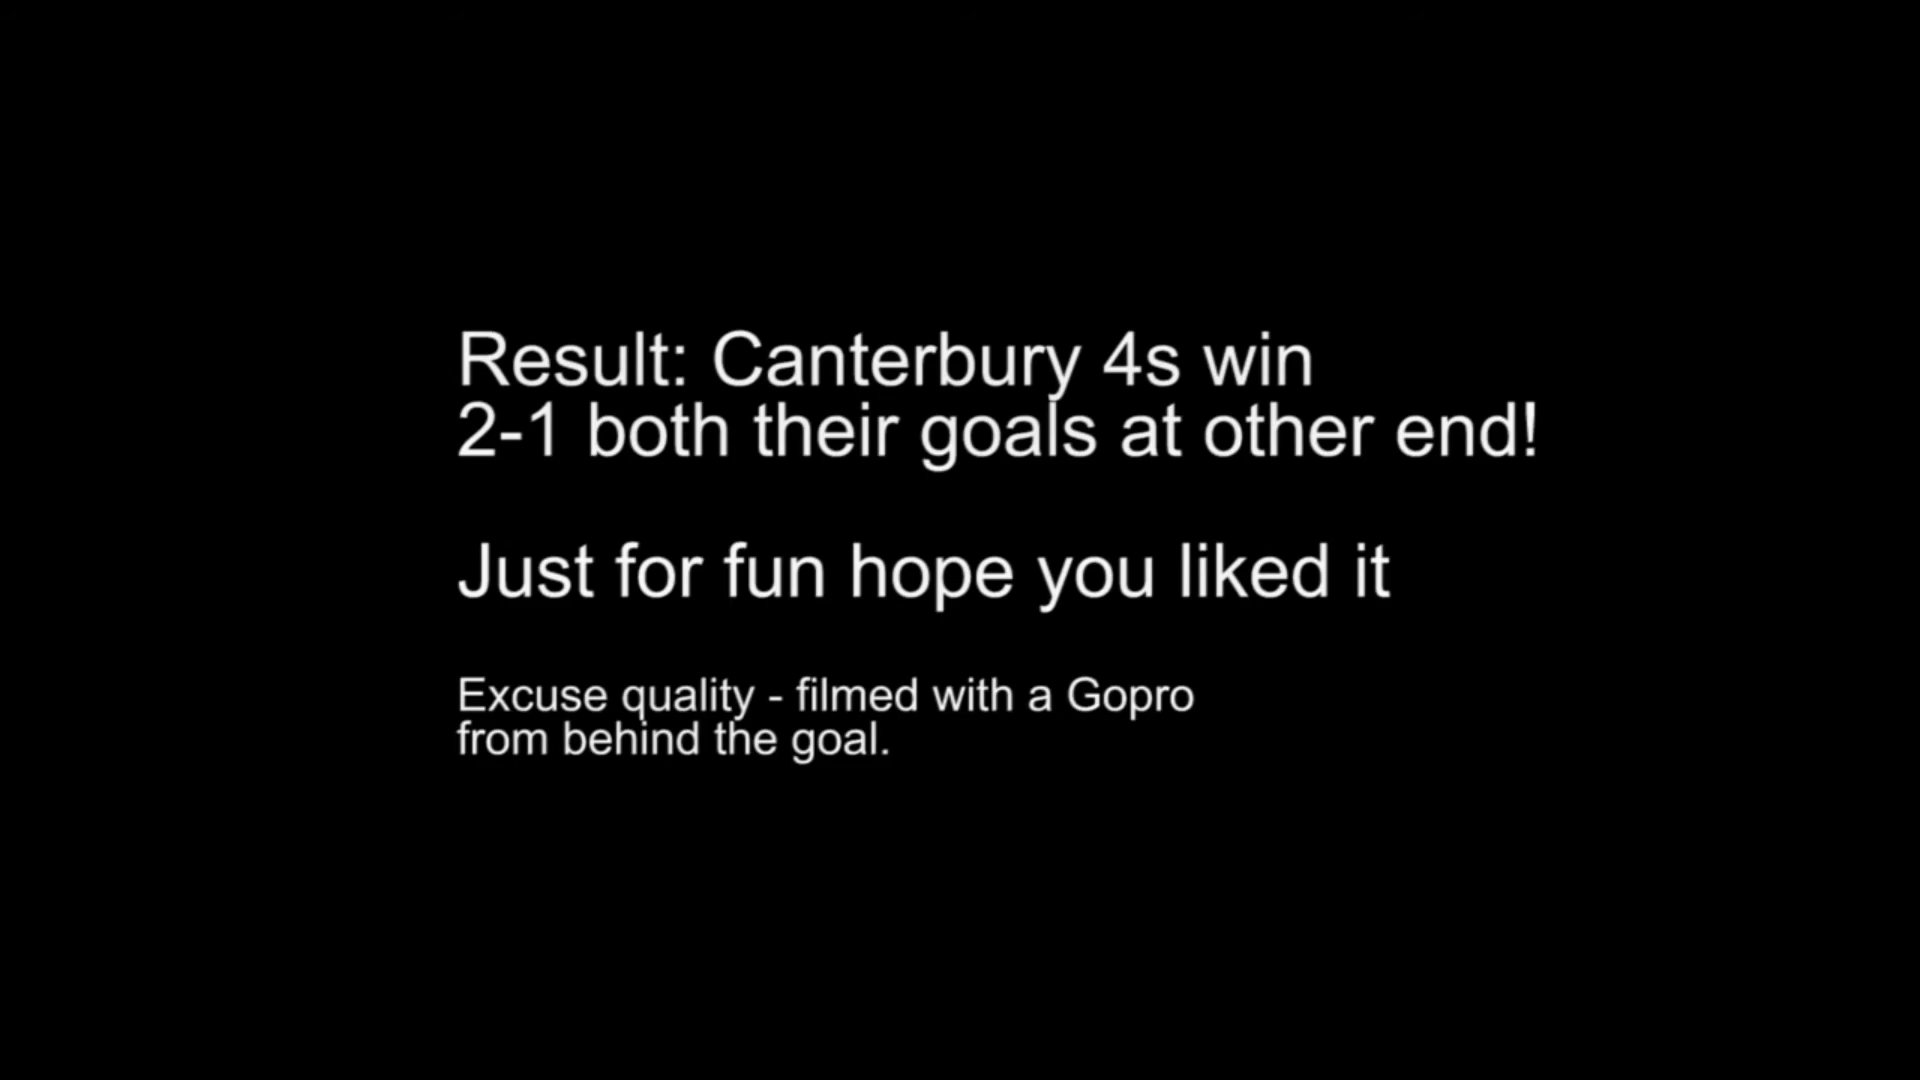 Result: Canterbury 4s win
2-1 both their goals at other end!
Just for fun hope you liked it
Excuse quality - filmed with a Gopro
from behind the goal.